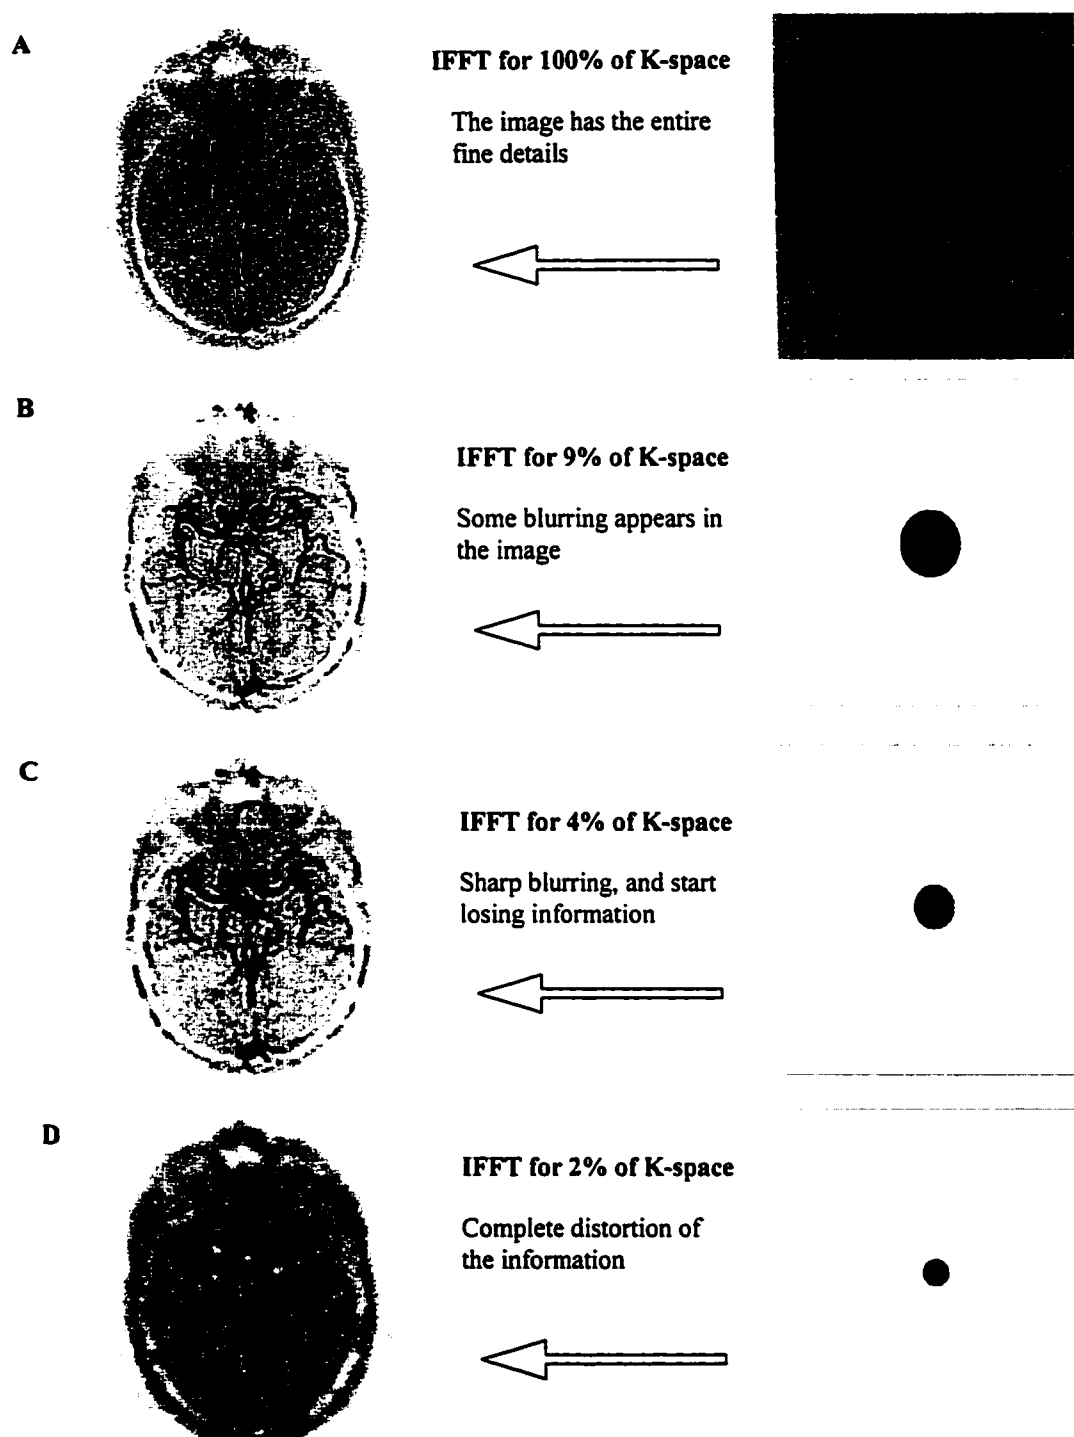 A
IFFT for 100% of K-space
The image has the entire
fine details
B
IFFT for 9% of K-space
Some blurring appears in
the image
C
IFFT for 4% of K-space
Sharp blurring, and start
losing information
D
IFFT for 2% of K-space
Complete distortion of
the information